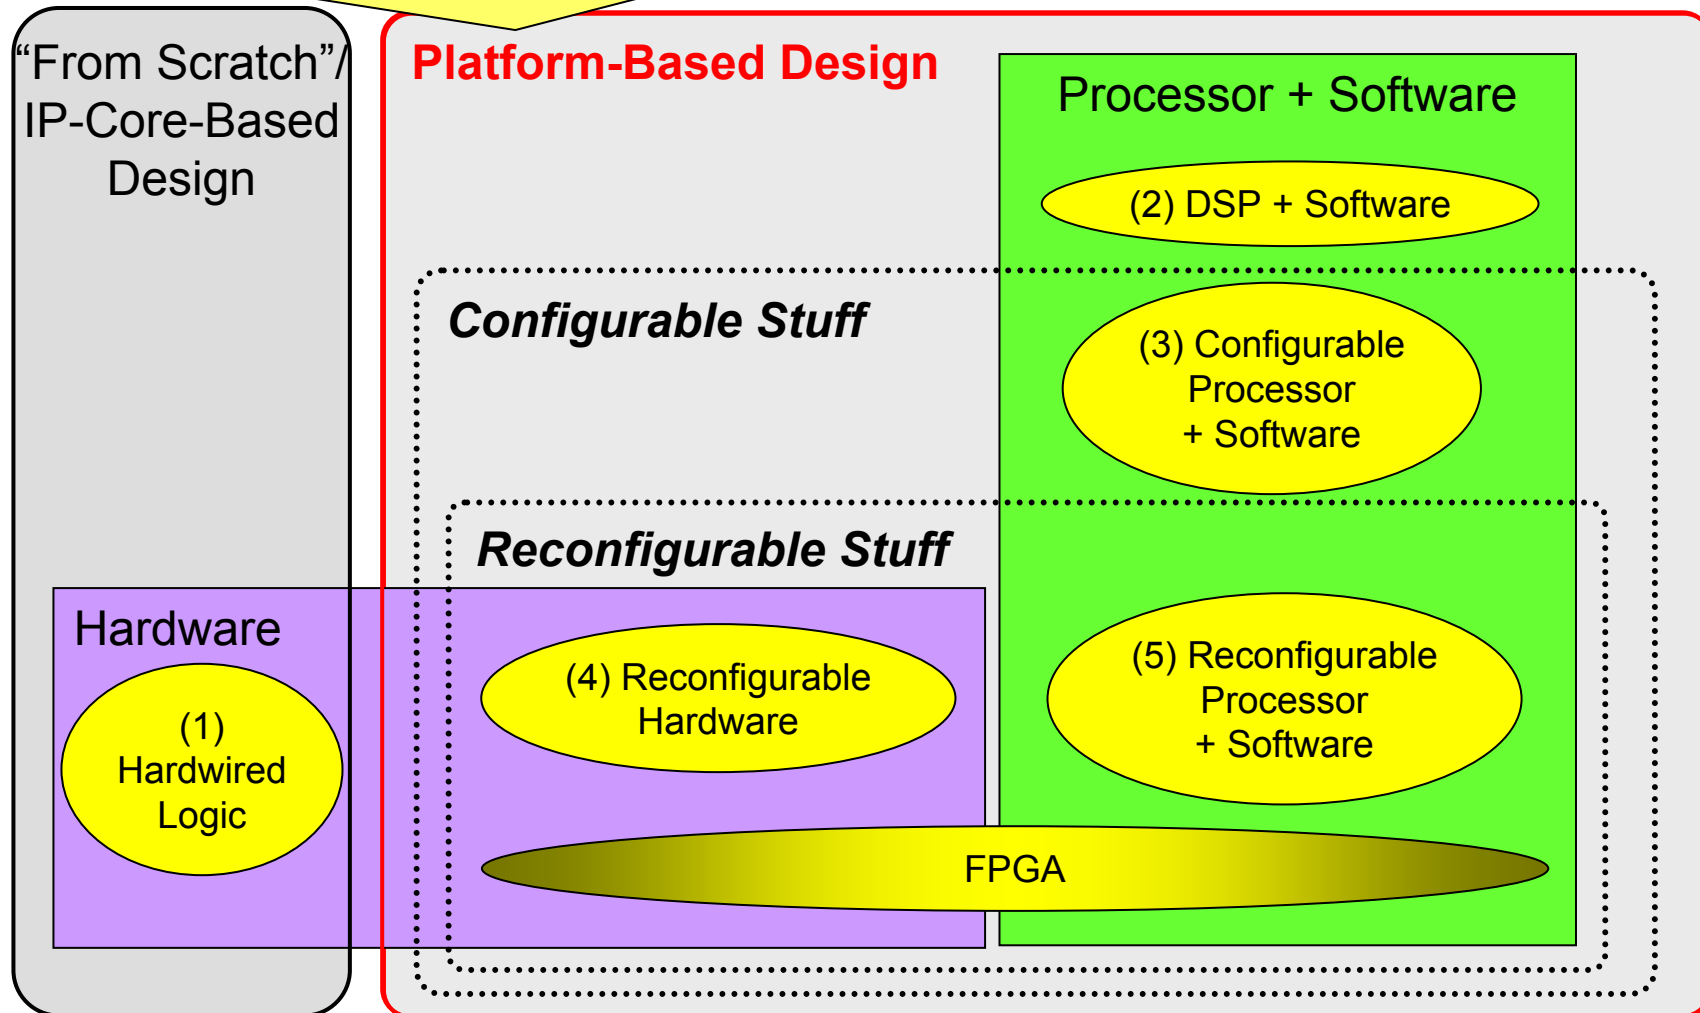 “From Scratch”/
IP-Core-Based
Design
Platform-Based Design
Processor + Software
(2) DSP + Software
Configurable Stuff
(3) Configurable
Processor
+ Software
Reconfigurable Stuff
Hardware
(1)
Hardwired
Logic
(4) Reconfigurable
Hardware
(5) Reconfigurable
Processor
+ Software
FPGA